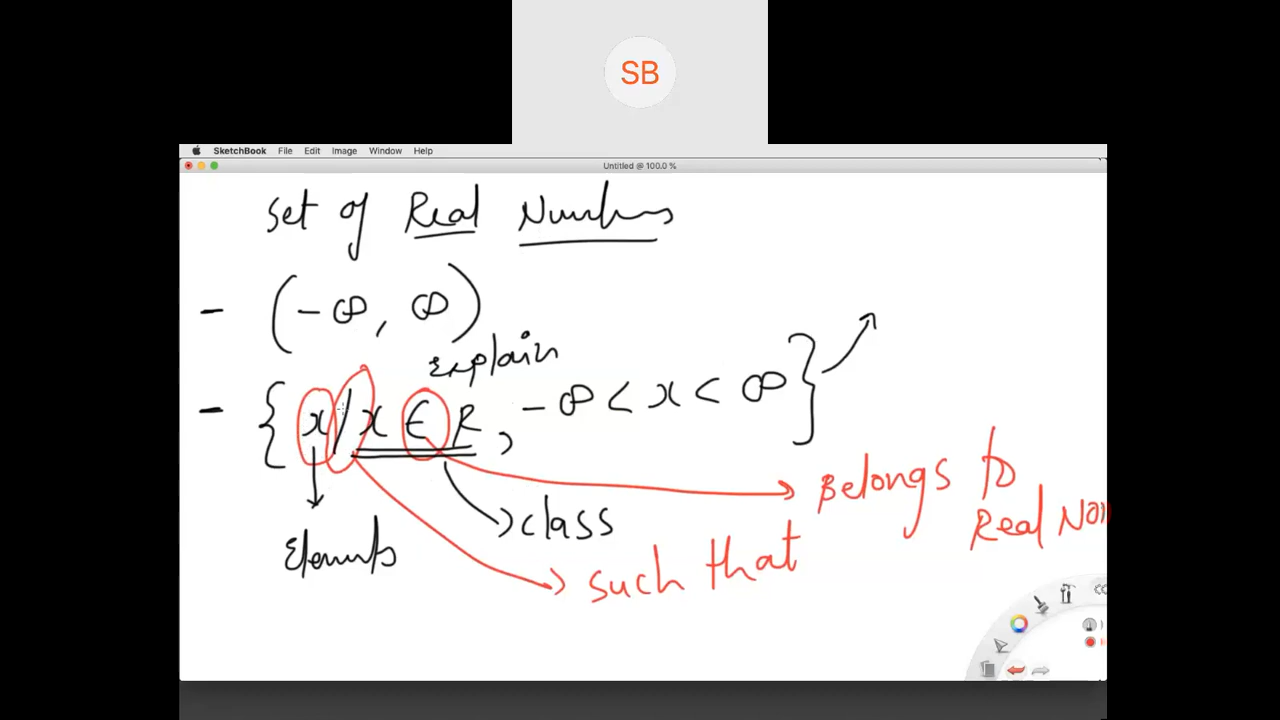 SB
SketchBook File Edit Image Window Help
Untitled @ 100.0 %
Set of Real Numbers
- (-∞, ∞)
explain
- { x / x ∈ R, -∞ < x < ∞ }
Belongs to
Real Nom
class
Elements
such that